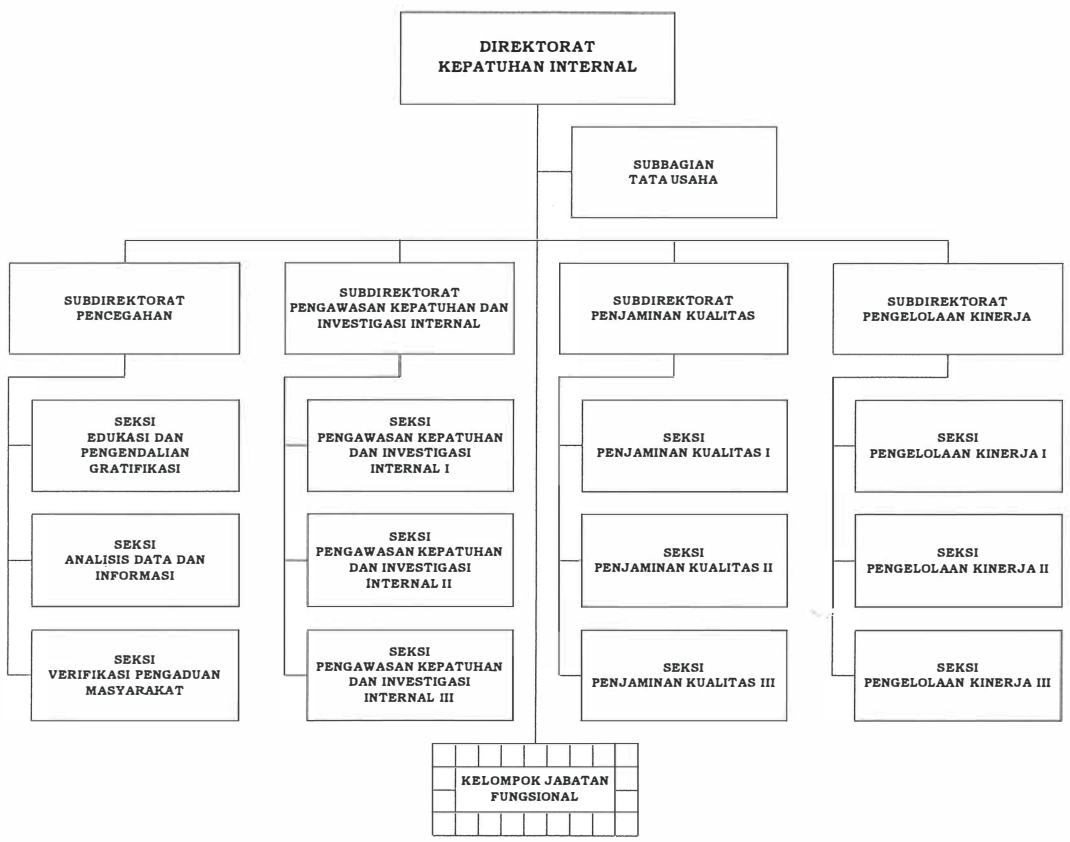 DIREKTORAT
KEPATUHAN INTERNAL
SUBBAGIAN
TATA USAHA
SUBDIREKTORAT
PENCEGAHAN
SUBDIREKTORAT
PENGAWASAN KEPATUHAN DAN
INVESTIGASI INTERNAL
SUBDIREKTORAT
PENJAMINAN KUALITAS
SUBDIREKTORAT
PENGELOLAAN KINERJA
SEKSI
EDUKASI DAN
PENGENDALIAN
GRATIFIKASI
SEKSI
PENGAWASAN KEPATUHAN
DAN INVESTIGASI
INTERNAL I
SEKSI
PENJAMINAN KUALITAS I
SEKSI
PENGELOLAAN KINERJA I
SEKSI
ANALISIS DATA DAN
INFORMASI
SEKSI
PENGAWASAN KEPATUHAN
DAN INVESTIGASI
INTERNAL II
SEKSI
PENJAMINAN KUALITAS II
SEKSI
PENGELOLAAN KINERJA II
SEKSI
VERIFIKASI PENGADUAN
MASYARAKAT
SEKSI
PENGAWASAN KEPATUHAN
DAN INVESTIGASI
INTERNAL III
SEKSI
PENJAMINAN KUALITAS III
SEKSI
PENGELOLAAN KINERJA III
KELOMPOK JABATAN
FUNGSIONAL